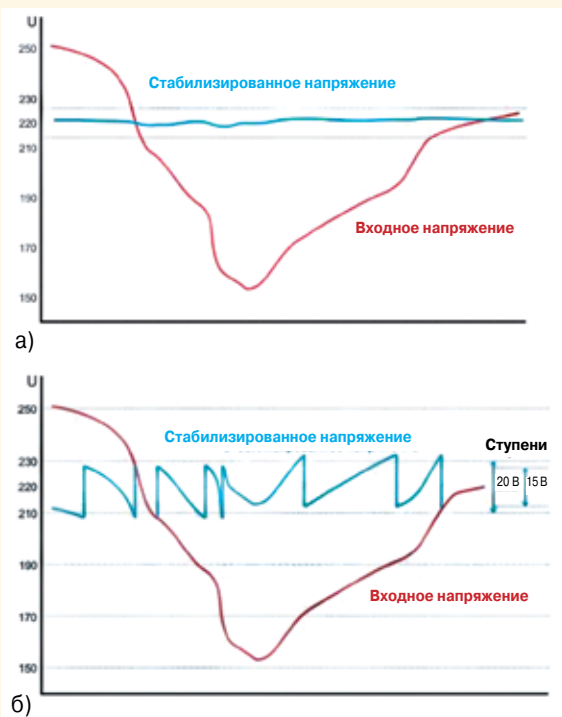 U
250
Стабилизированное напряжение
230
220
210
190
Входное напряжение
170
150
а)
U
250
Стабилизированное напряжение
Ступени
230
220
20 В
15 В
210
190
Входное напряжение
170
150
б)